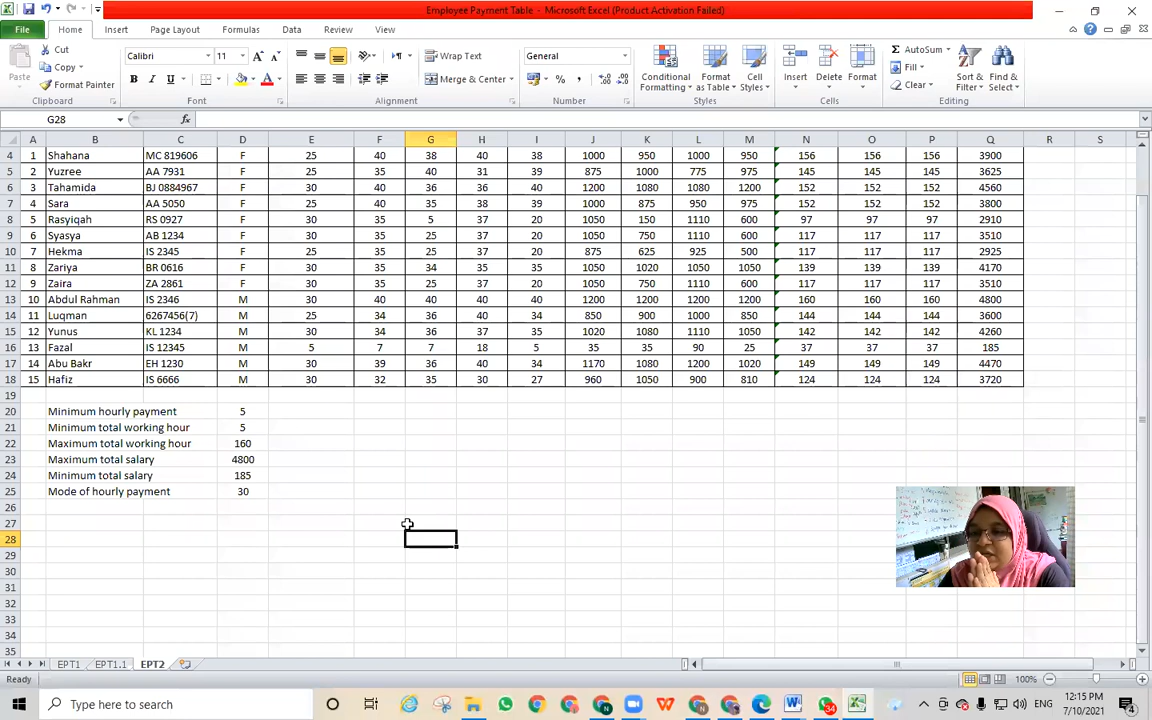 Employee Payment Table - Microsoft Excel (Product Activation Failed)
File Home Insert Page Layout Formulas Data Review View
Paste Cut Copy Format Painter Clipboard
Calibri 11 B I U A Font
Wrap Text Merge & Center Alignment
General % , Number
Conditional Formatting Format as Table Cell Styles Styles
Insert Delete Format Cells
AutoSum Fill Clear Sort & Filter Find & Select Editing
G28 fx
A B C D E F G H I J K L M N O P Q R S
4 1 Shahana MC 819606 F 25 40 38 40 38 1000 950 1000 950 156 156 156 3900
5 2 Yuzree AA 7931 F 25 35 40 31 39 875 1000 775 975 145 145 145 3625
6 3 Tahamida BJ 0884967 F 30 40 36 36 40 1200 1080 1080 1200 152 152 152 4560
7 4 Sara AA 5050 F 25 40 35 38 39 1000 875 950 975 152 152 152 3800
8 5 Rasyiqah RS 0927 F 30 35 5 37 20 1050 150 1110 600 97 97 97 2910
9 6 Syasya AB 1234 F 30 35 25 37 20 1050 750 1110 600 117 117 117 3510
10 7 Hekma IS 2345 F 25 35 25 37 20 875 625 925 500 117 117 117 2925
11 8 Zariya BR 0616 F 30 35 34 35 35 1050 1020 1050 1050 139 139 139 4170
12 9 Zaira ZA 2861 F 30 35 25 37 20 1050 750 1110 600 117 117 117 3510
13 10 Abdul Rahman IS 2346 M 30 40 40 40 40 1200 1200 1200 1200 160 160 160 4800
14 11 Luqman 6267456(7) M 25 34 36 40 34 850 900 1000 850 144 144 144 3600
15 12 Yunus KL 1234 M 30 34 36 37 35 1020 1080 1110 1050 142 142 142 4260
16 13 Fazal IS 12345 M 5 7 7 18 5 35 35 90 25 37 37 37 185
17 14 Abu Bakr EH 1230 M 30 39 36 40 34 1170 1080 1200 1020 149 149 149 4470
18 15 Hafiz IS 6666 M 30 32 35 30 27 960 1050 900 810 124 124 124 3720
19
20 Minimum hourly payment 5
21 Minimum total working hour 5
22 Maximum total working hour 160
23 Maximum total salary 4800
24 Minimum total salary 185
25 Mode of hourly payment 30
26
27
28
29
30
31
32
33
34
35
EPT1 EPT1.1 EPT2
Ready 100%
Type here to search 34 ENG 12:15 PM 7/10/2021 4